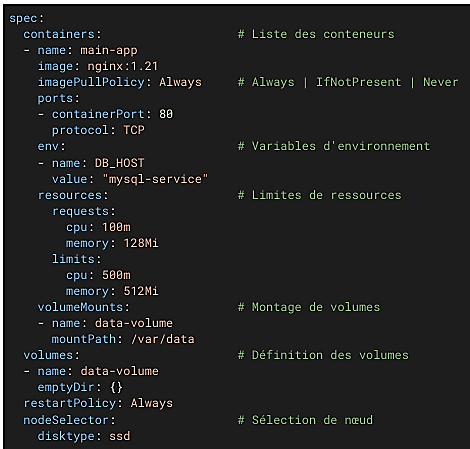 spec:
  containers:                   # Liste des conteneurs
  - name: main-app
    image: nginx:1.21
    imagePullPolicy: Always     # Always | IfNotPresent | Never
    ports:
    - containerPort: 80
      protocol: TCP
    env:                        # Variables d'environnement
    - name: DB_HOST
      value: "mysql-service"
    resources:                  # Limites de ressources
      requests:
        cpu: 100m
        memory: 128Mi
      limits:
        cpu: 500m
        memory: 512Mi
    volumeMounts:               # Montage de volumes
    - name: data-volume
      mountPath: /var/data
  volumes:                      # Définition des volumes
  - name: data-volume
    emptyDir: {}
  restartPolicy: Always
  nodeSelector:                 # Sélection de nœud
    disktype: ssd